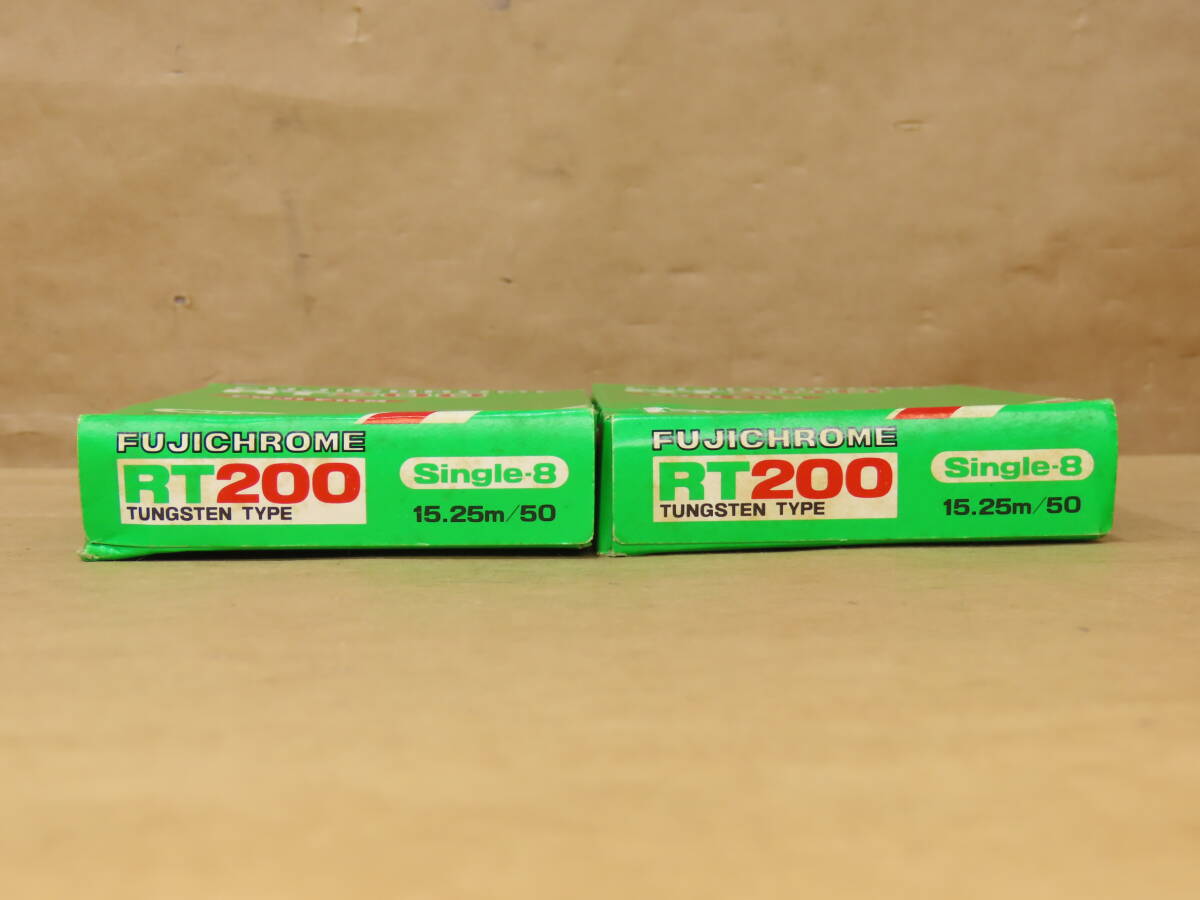 FUJICHROME
RT200
TUNGSTEN TYPE
Single-8
15.25m/50
FUJICHROME
RT200
TUNGSTEN TYPE
Single-8
15.25m/50